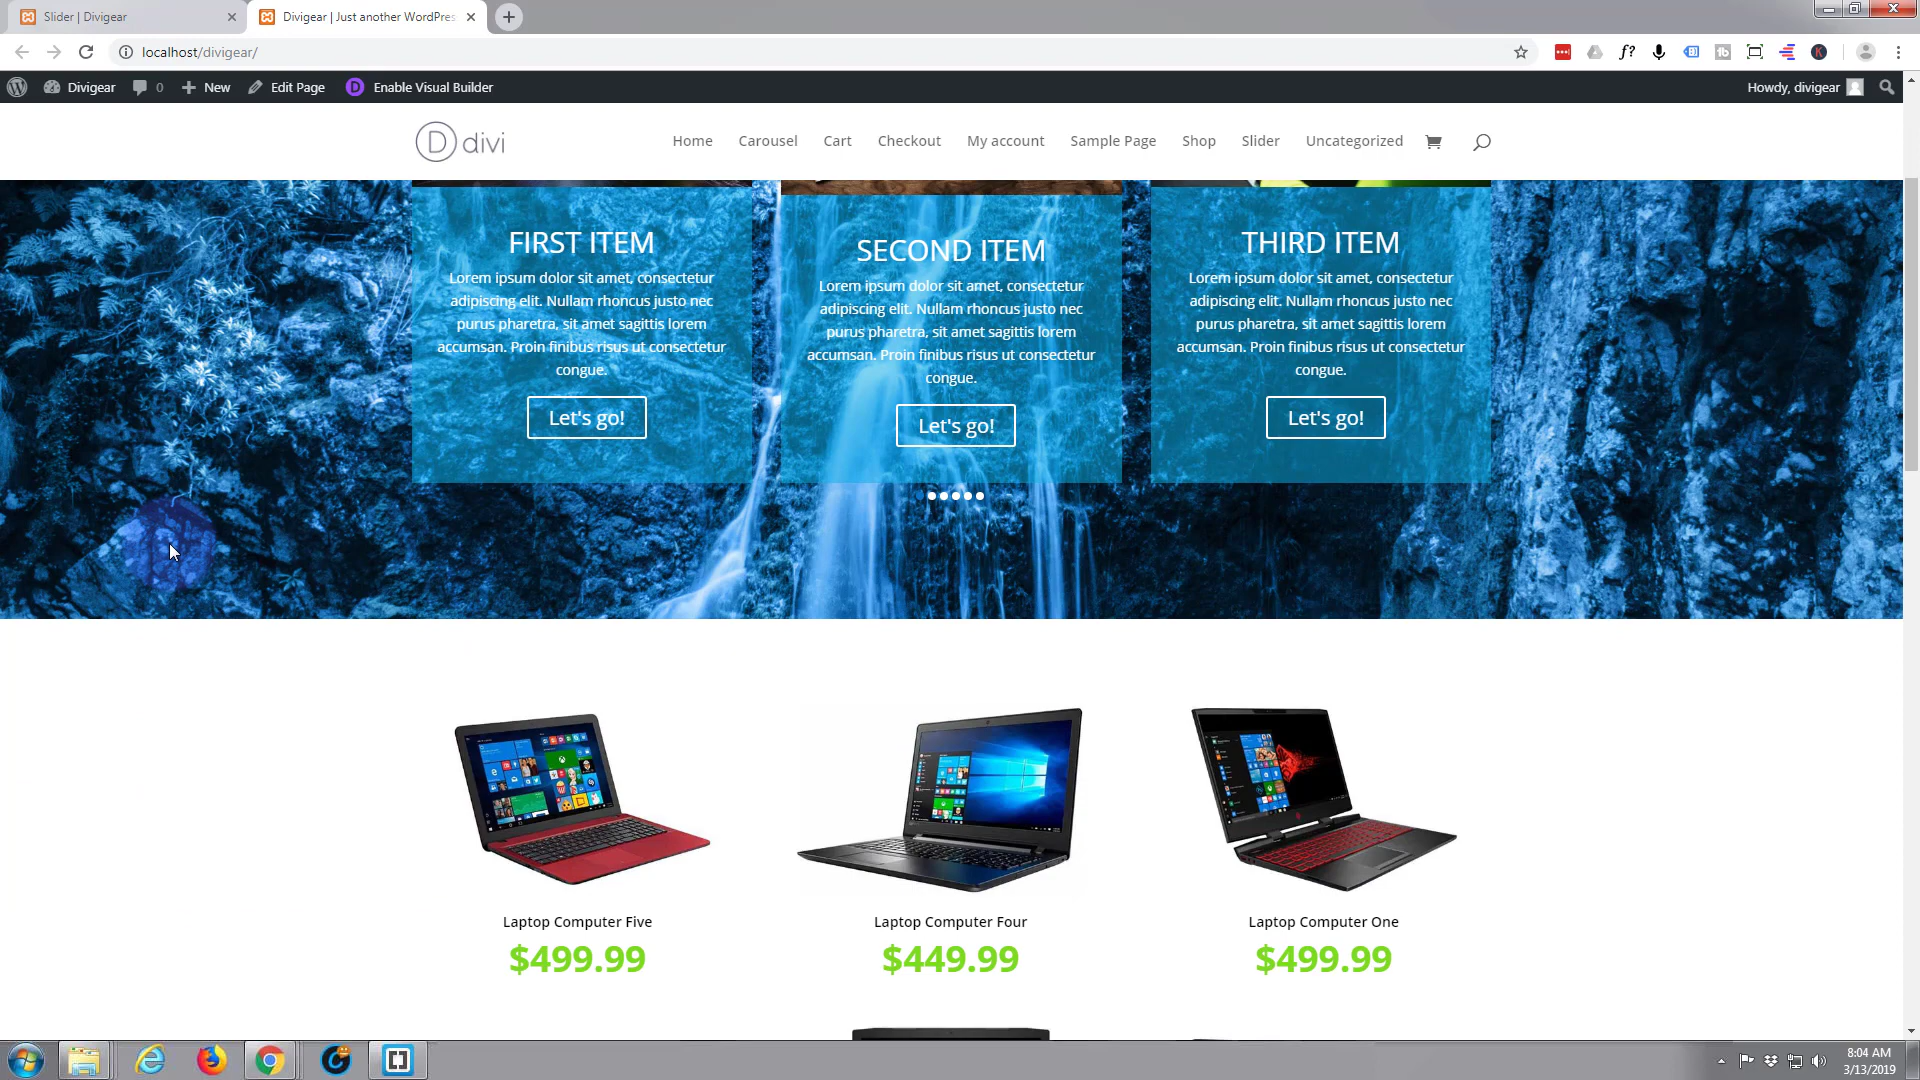 Slider | Divigear
Divigear | Just another WordPres
localhost/divigear/
f?
tb
K
Divigear
0
New
Edit Page
D
Enable Visual Builder
Howdy, divigear
D divi
Home
Carousel
Cart
Checkout
My account
Sample Page
Shop
Slider
Uncategorized
FIRST ITEM
Lorem ipsum dolor sit amet, consectetur
adipiscing elit. Nullam rhoncus justo nec
purus pharetra, sit amet sagittis lorem
accumsan. Proin finibus risus ut consectetur
congue.
Let's go!
SECOND ITEM
Lorem ipsum dolor sit amet, consectetur
adipiscing elit. Nullam rhoncus justo nec
purus pharetra, sit amet sagittis lorem
accumsan. Proin finibus risus ut consectetur
congue.
Let's go!
THIRD ITEM
Lorem ipsum dolor sit amet, consectetur
adipiscing elit. Nullam rhoncus justo nec
purus pharetra, sit amet sagittis lorem
accumsan. Proin finibus risus ut consectetur
congue.
Let's go!
Laptop Computer Five
$499.99
Laptop Computer Four
$449.99
Laptop Computer One
$499.99
8:04 AM
3/13/2019